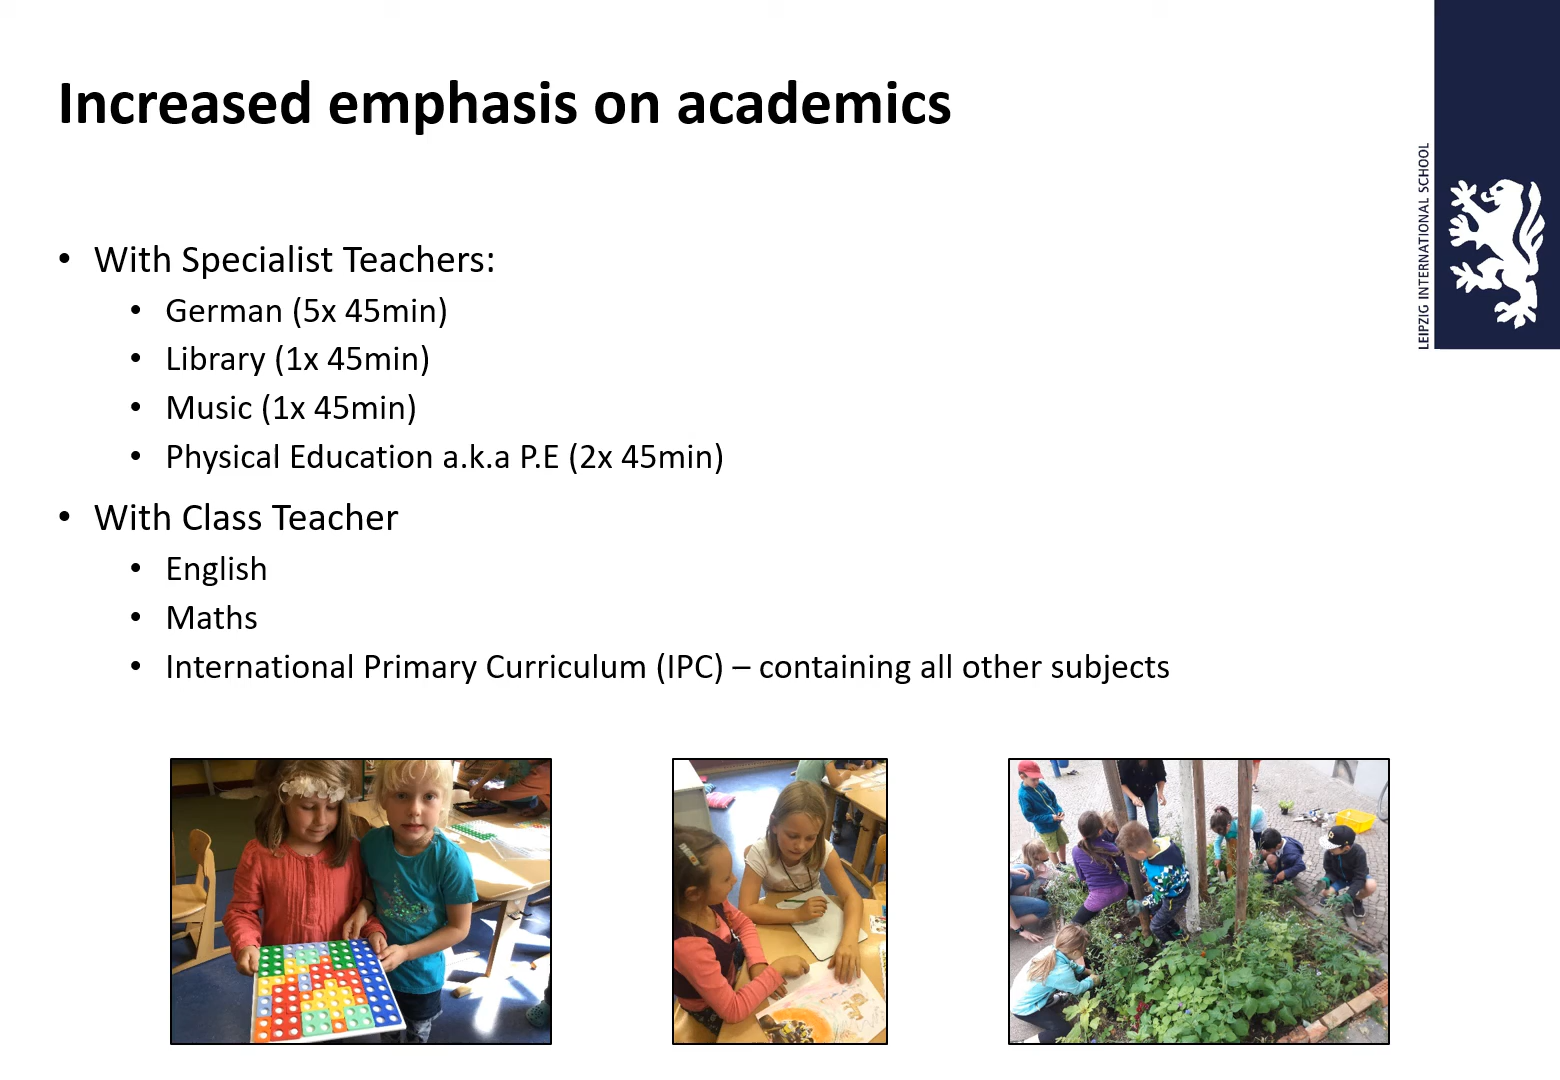 Increased emphasis on academics
LEIPZIG INTERNATIONAL SCHOOL
• With Specialist Teachers:
• German (5x 45min)
• Library (1x 45min)
• Music (1x 45min)
• Physical Education a.k.a P.E (2x 45min)
• With Class Teacher
• English
• Maths
• International Primary Curriculum (IPC) – containing all other subjects